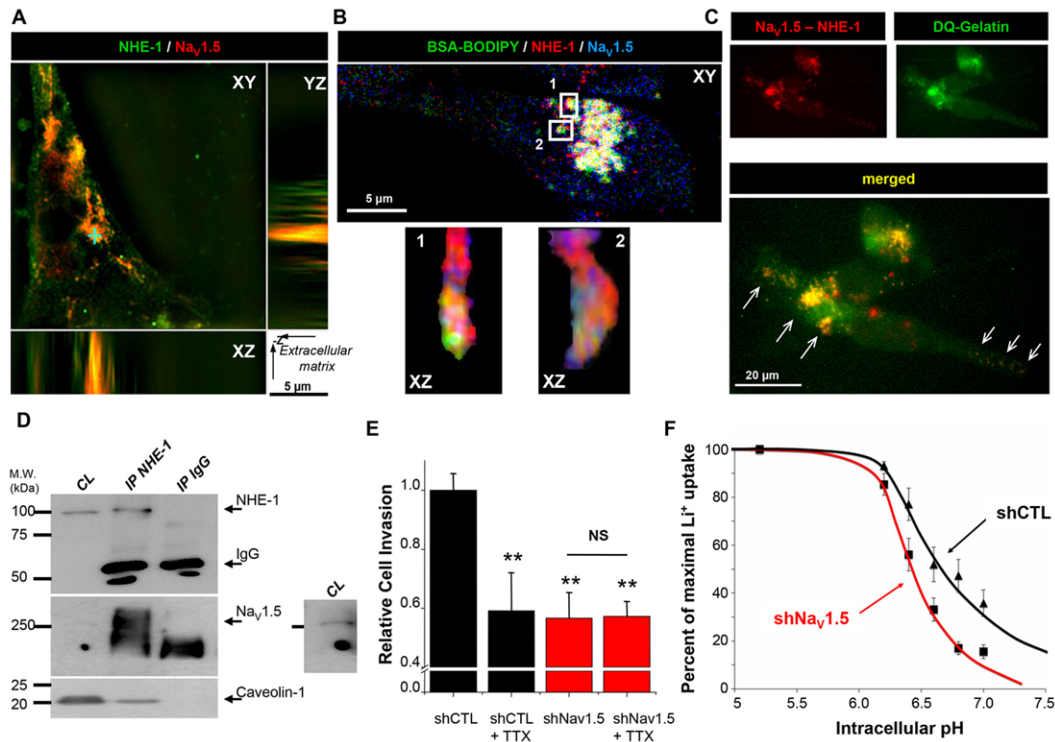 A
NHE-1 / NaV1.5
XY
YZ
XZ
-Z
Extracellular
matrix
5 µm
B
BSA-BODIPY / NHE-1 / NaV1.5
XY
1
2
5 µm
1
XZ
2
XZ
C
NaV1.5 – NHE-1
DQ-Gelatin
merged
20 µm
D
M.W.
(kDa)
CL
IP NHE-1
IP IgG
100
75
50
NHE-1
IgG
250
NaV1.5
CL
25
20
Caveolin-1
E
Relative Cell Invasion
1.0
0.8
0.6
0.4
0.0
**
**
NS
**
shCTL
shCTL
+ TTX
shNav1.5
shNav1.5
+ TTX
F
Percent of maximal Li+ uptake
100
80
60
40
20
0
shCTL
shNaV1.5
5
5.5
6.0
6.5
7.0
7.5
Intracellular pH